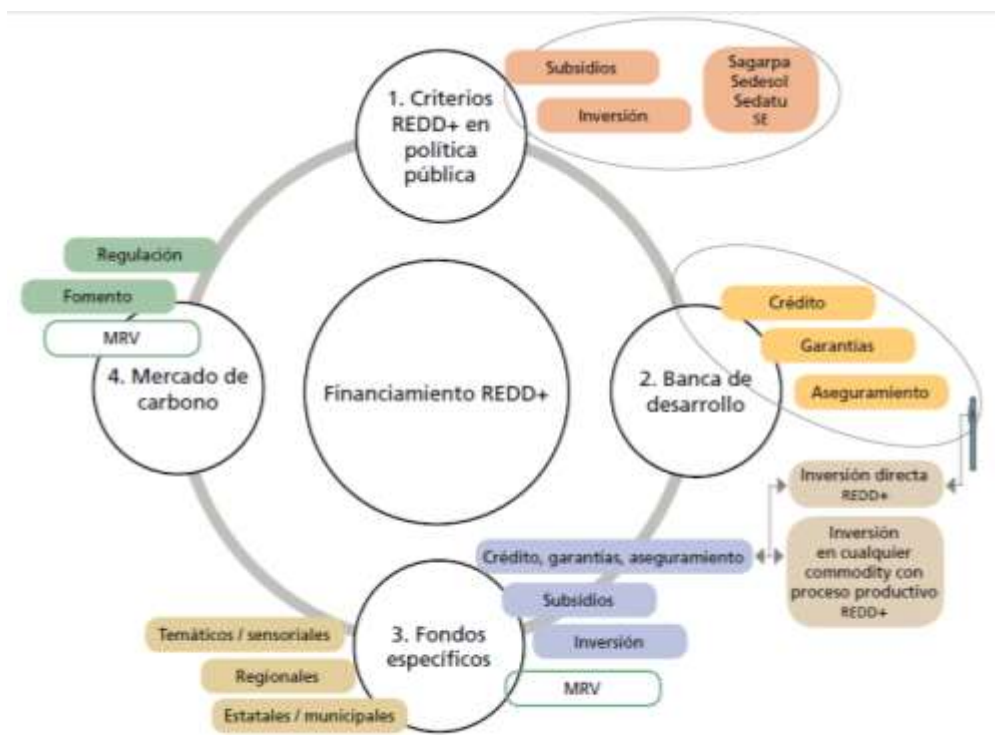 Subsidios
Inversión
Sagarpa
Sedesol
Sedatu
SE
1. Criterios
REDD+ en
política
pública
Regulación
Fomento
MRV
4. Mercado de
carbono
Financiamiento REDD+
2. Banca de
desarrollo
Crédito
Garantías
Aseguramiento
Inversión directa
REDD+
Inversión
en cualquier
commodity con
proceso productivo
REDD+
Crédito, garantías, aseguramiento
Subsidios
Inversión
MRV
3. Fondos
específicos
Temáticos / sensoriales
Regionales
Estatales / municipales